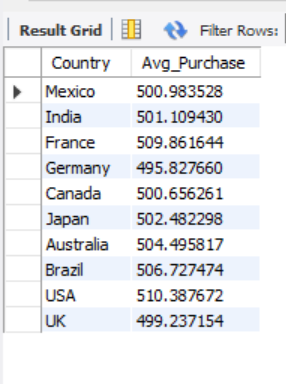 Result Grid Filter Rows:
Country Avg_Purchase
Mexico 500.983528
India 501.109430
France 509.861644
Germany 495.827660
Canada 500.656261
Japan 502.482298
Australia 504.495817
Brazil 506.727474
USA 510.387672
UK 499.237154